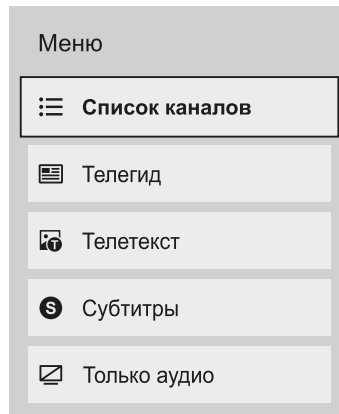 Меню
Список каналов
Телегид
Телетекст
Субтитры
Только аудио